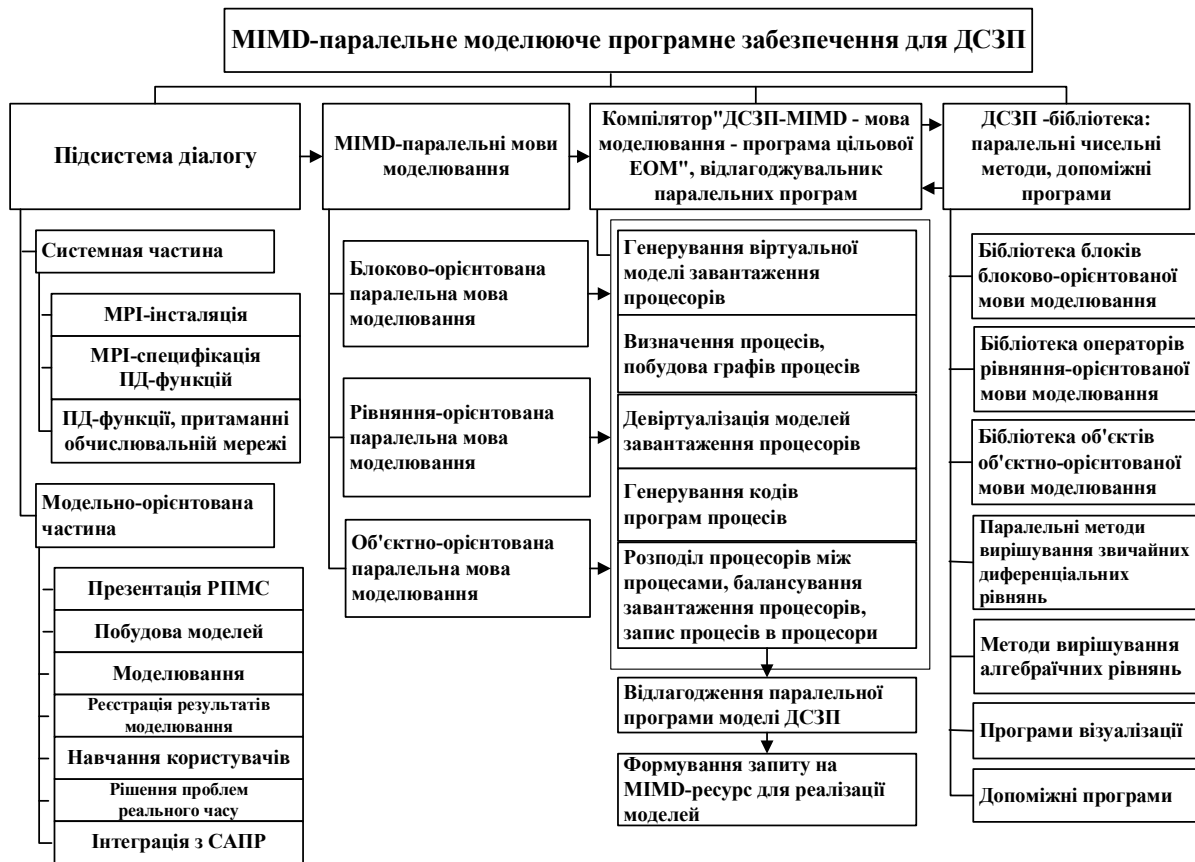 MIMD-паралельне моделююче програмне забезпечення для ДСЗП
Підсистема діалогу
Системная частина
MPI-інсталяція
MPI-специфікація
ПД-функцій
ПД-функції, притаманні
обчислювальній мережі
Модельно-орієнтована
частина
Презентація РПМС
Побудова моделей
Моделювання
Реєстрація результатів
моделювання
Навчання користувачів
Рішення проблем
реального часу
Інтеграція з САПР
MIMD-паралельні мови
моделювання
Блоково-орієнтована
паралельна мова
моделювання
Рівняння-орієнтована
паралельна мова
моделювання
Об'єктно-орієнтована
паралельна мова
моделювання
Компілятор"ДСЗП-MIMD - мова
моделювання - програма цільової
ЕОМ", відлагоджувальник
паралельних програм
Генерування віртуальної
моделі завантаження
процесорів
Визначення процесів,
побудова графів процесів
Девіртуалізація моделей
завантаження процесорів
Генерування кодів
програм процесів
Розподіл процесорів між
процесами, балансування
завантаження процесорів,
запис процесів в процесори
Відлагодження паралельної
програми моделі ДСЗП
Формування запиту на
MIMD-ресурс для реалізації
моделей
ДСЗП -бібліотека:
паралельні чисельні
методи, допоміжні
програми
Бібліотека блоків
блоково-орієнтованої
мови моделювання
Бібліотека операторів
рівняння-орієнтованої
мови моделювання
Бібліотека об'єктів
об'єктно-орієнтованої
мови моделювання
Паралельні методи
вирішування звичайних
диференціальних
рівнянь
Методи вирішування
алгебраїчних рівнянь
Програми візуалізації
Допоміжні програми